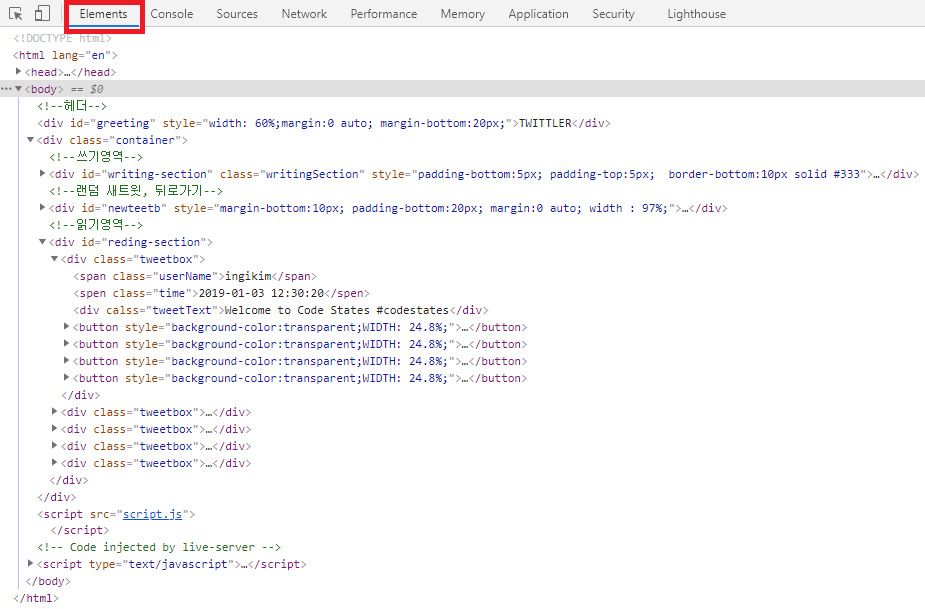 Elements Console Sources Network Performance Memory Application Security Lighthouse
<!DOCTYPE html>
<html lang="en">
<head>…</head>
<body> == $0
<!--헤더-->
<div id="greeting" style="width: 60%;margin:0 auto; margin-bottom:20px;">TWITTLER</div>
<div class="container">
<!--쓰기영역-->
<div id="writing-section" class="writingSection" style="padding-bottom:5px; padding-top:5px;  border-bottom:10px solid #333">…</div>
<!--랜덤 새트윗, 뒤로가기-->
<div id="newteetb" style="margin-bottom:10px; padding-bottom:20px; margin:0 auto; width : 97%;">…</div>
<!--읽기영역-->
<div id="reding-section">
<div class="tweetbox">
<span class="userName">ingikim</span>
<spen class="time">2019-01-03 12:30:20</spen>
<div calss="tweetText">Welcome to Code States #codestates</div>
<button style="background-color:transparent;WIDTH: 24.8%;">…</button>
<button style="background-color:transparent;WIDTH: 24.8%;">…</button>
<button style="background-color:transparent;WIDTH: 24.8%;">…</button>
<button style="background-color:transparent;WIDTH: 24.8%;">…</button>
</div>
<div class="tweetbox">…</div>
<div class="tweetbox">…</div>
<div class="tweetbox">…</div>
<div class="tweetbox">…</div>
</div>
</div>
<script src="script.js">
</script>
<!-- Code injected by live-server -->
<script type="text/javascript">…</script>
</body>
</html>